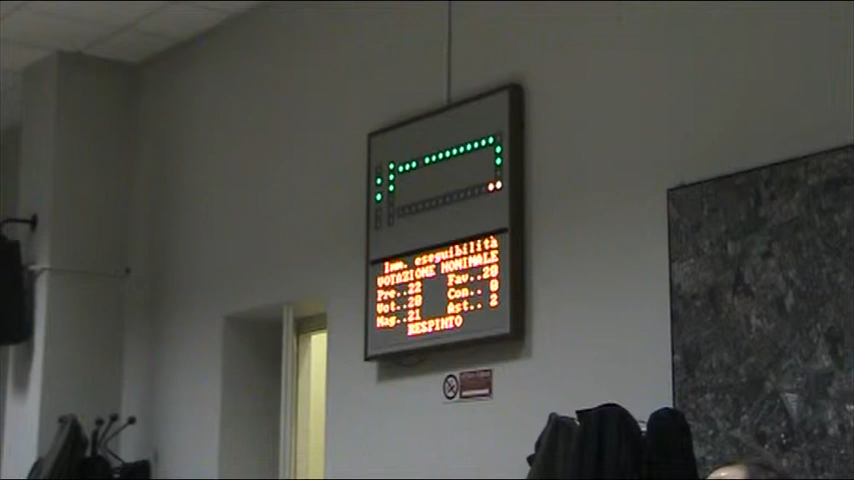 Imm. eseguibilità
VOTAZIONE NOMINALE
Pre..22 Fav..20
Vot..20 Con.. 0
Mag..21 Ast.. 2
RESPINTO